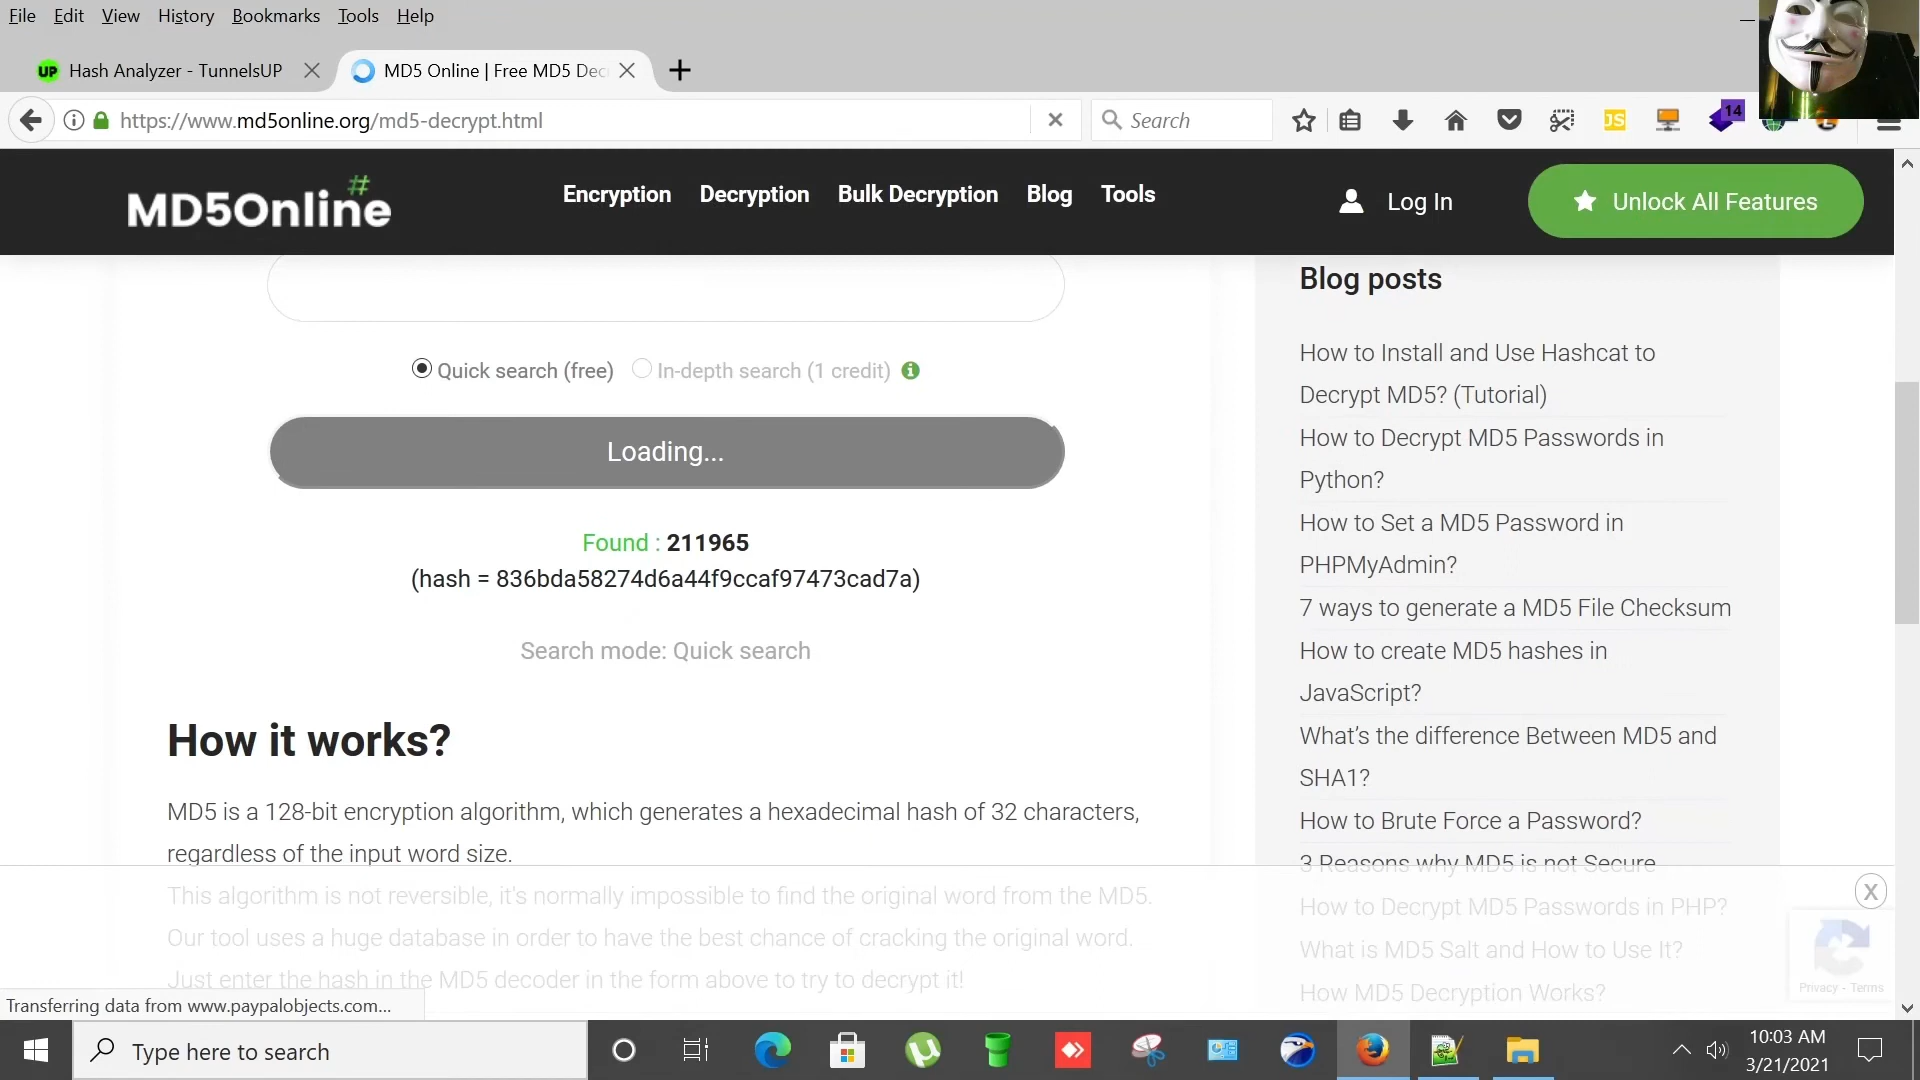 File Edit View History Bookmarks Tools Help
UP Hash Analyzer - TunnelsUP
MD5 Online | Free MD5 Dec
https://www.md5online.org/md5-decrypt.html
Search
JS
14
MD5Online
#
Encryption Decryption Bulk Decryption Blog Tools
Log In
Unlock All Features
Quick search (free) In-depth search (1 credit)
Loading...
Found : 211965
(hash = 836bda58274d6a44f9ccaf97473cad7a)
Search mode: Quick search
How it works?
MD5 is a 128-bit encryption algorithm, which generates a hexadecimal hash of 32 characters,
regardless of the input word size.
This algorithm is not reversible, it's normally impossible to find the original word from the MD5.
Our tool uses a huge database in order to have the best chance of cracking the original word.
Just enter the hash in the MD5 decoder in the form above to try to decrypt it!
Blog posts
How to Install and Use Hashcat to
Decrypt MD5? (Tutorial)
How to Decrypt MD5 Passwords in
Python?
How to Set a MD5 Password in
PHPMyAdmin?
7 ways to generate a MD5 File Checksum
How to create MD5 hashes in
JavaScript?
What's the difference Between MD5 and
SHA1?
How to Brute Force a Password?
3 Reasons why MD5 is not Secure
How to Decrypt MD5 Passwords in PHP?
What is MD5 Salt and How to Use It?
How MD5 Decryption Works?
X
Privacy - Terms
Transferring data from www.paypalobjects.com...
Type here to search
10:03 AM
3/21/2021